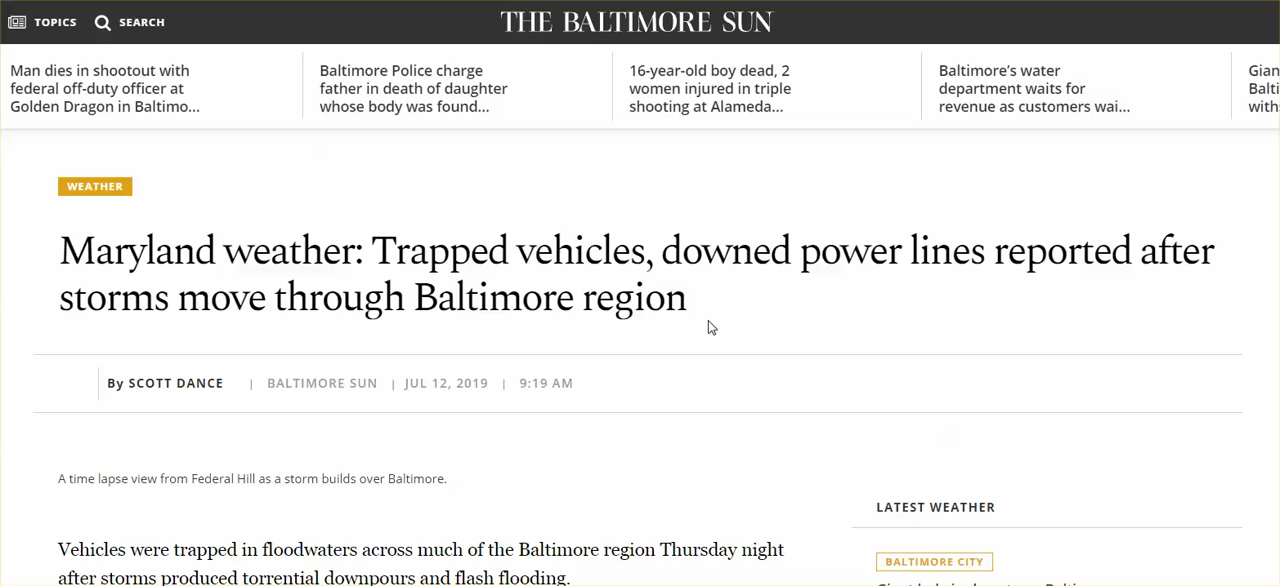 TOPICS SEARCH THE BALTIMORE SUN
Man dies in shootout with
federal off-duty officer at
Golden Dragon in Baltimo...
Baltimore Police charge
father in death of daughter
whose body was found...
16-year-old boy dead, 2
women injured in triple
shooting at Alameda...
Baltimore’s water
department waits for
revenue as customers wai...
WEATHER
Maryland weather: Trapped vehicles, downed power lines reported after
storms move through Baltimore region
By SCOTT DANCE | BALTIMORE SUN | JUL 12, 2019 | 9:19 AM
A time lapse view from Federal Hill as a storm builds over Baltimore.
LATEST WEATHER
Vehicles were trapped in floodwaters across much of the Baltimore region Thursday night
after storms produced torrential downpours and flash flooding.
BALTIMORE CITY